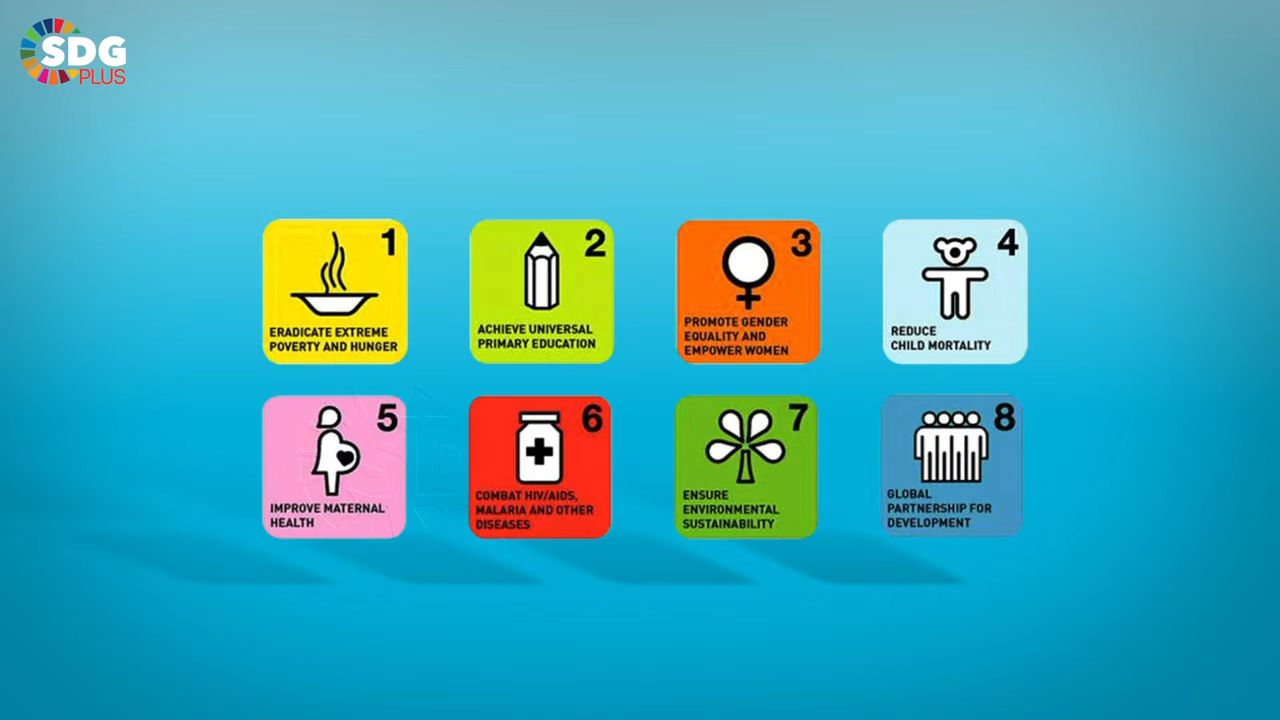 SDG
PLUS
1
ERADICATE EXTREME
POVERTY AND HUNGER
2
ACHIEVE UNIVERSAL
PRIMARY EDUCATION
3
PROMOTE GENDER
EQUALITY AND
EMPOWER WOMEN
4
REDUCE
CHILD MORTALITY
5
IMPROVE MATERNAL
HEALTH
6
COMBAT HIV/AIDS,
MALARIA AND OTHER
DISEASES
7
ENSURE
ENVIRONMENTAL
SUSTAINABILITY
8
GLOBAL
PARTNERSHIP FOR
DEVELOPMENT